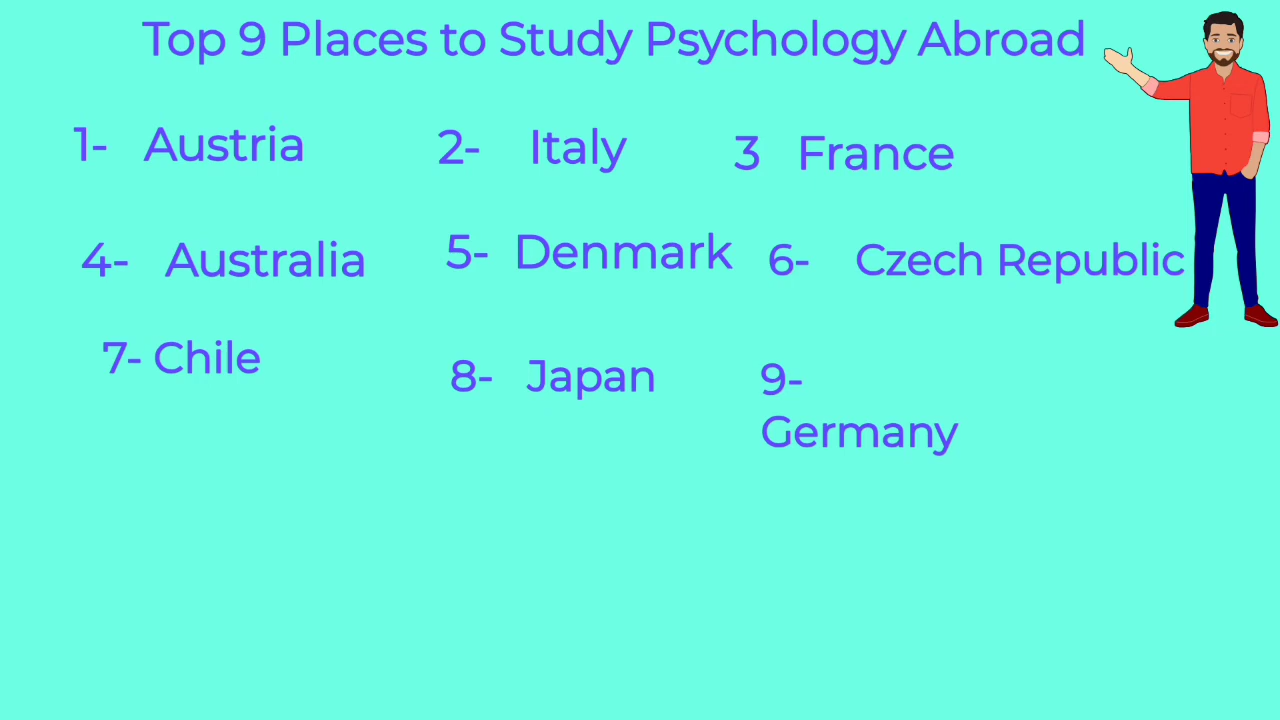 Top 9 Places to Study Psychology Abroad
1- Austria
2- Italy
3 France
4- Australia
5- Denmark
6- Czech Republic
7- Chile
8- Japan
9-
Germany